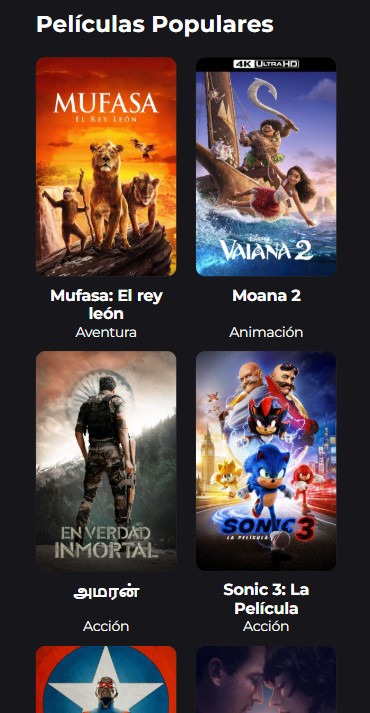 Películas Populares
MUFASA
EL REY LEÓN
4K ULTRA HD
Disney
VAIANA 2
Mufasa: El rey
león
Aventura
Moana 2
Animación
EN VERDAD
INMORTAL
SONIC 3
LA PELÍCULA
அமரன்
Acción
Sonic 3: La
Película
Acción